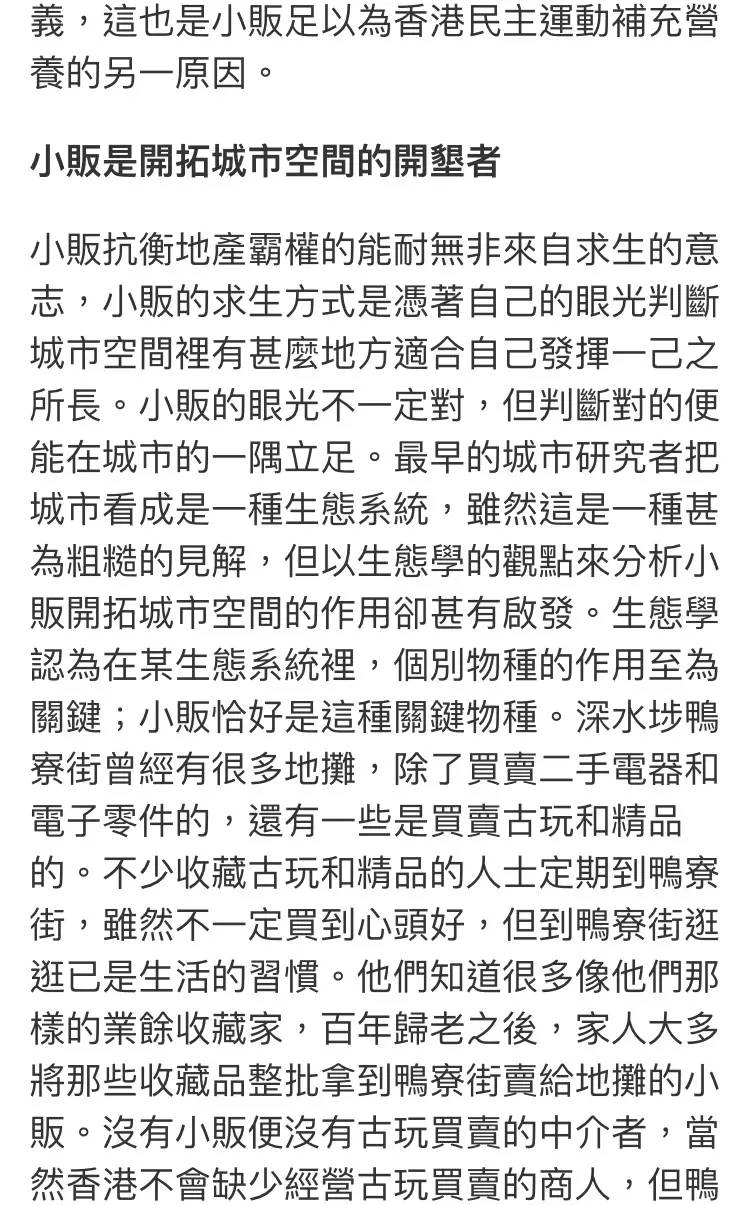 義，這也是小販足以為香港民主運動補充營
養的另一原因。
小販是開拓城市空間的開墾者
小販抗衡地產霸權的能耐無非來自求生的意
志，小販的求生方式是憑著自己的眼光判斷
城市空間裡有甚麼地方適合自己發揮一己之
所長。小販的眼光不一定對，但判斷對的便
能在城市的一隅立足。最早的城市研究者把
城市看成是一種生態系統，雖然這是一種甚
為粗糙的見解，但以生態學的觀點來分析小
販開拓城市空間的作用卻甚有啟發。生態學
認為在某生態系統裡，個別物種的作用至為
關鍵；小販恰好是這種關鍵物種。深水埗鴨
寮街曾經有很多地攤，除了買賣二手電器和
電子零件的，還有一些是買賣古玩和精品
的。不少收藏古玩和精品的人士定期到鴨寮
街，雖然不一定買到心頭好，但到鴨寮街逛
逛已是生活的習慣。他們知道很多像他們那
樣的業餘收藏家，百年歸老之後，家人大多
將那些收藏品整批拿到鴨寮街賣給地攤的小
販。沒有小販便沒有古玩買賣的中介者，當
然香港不會缺少經營古玩買賣的商人，但鴨